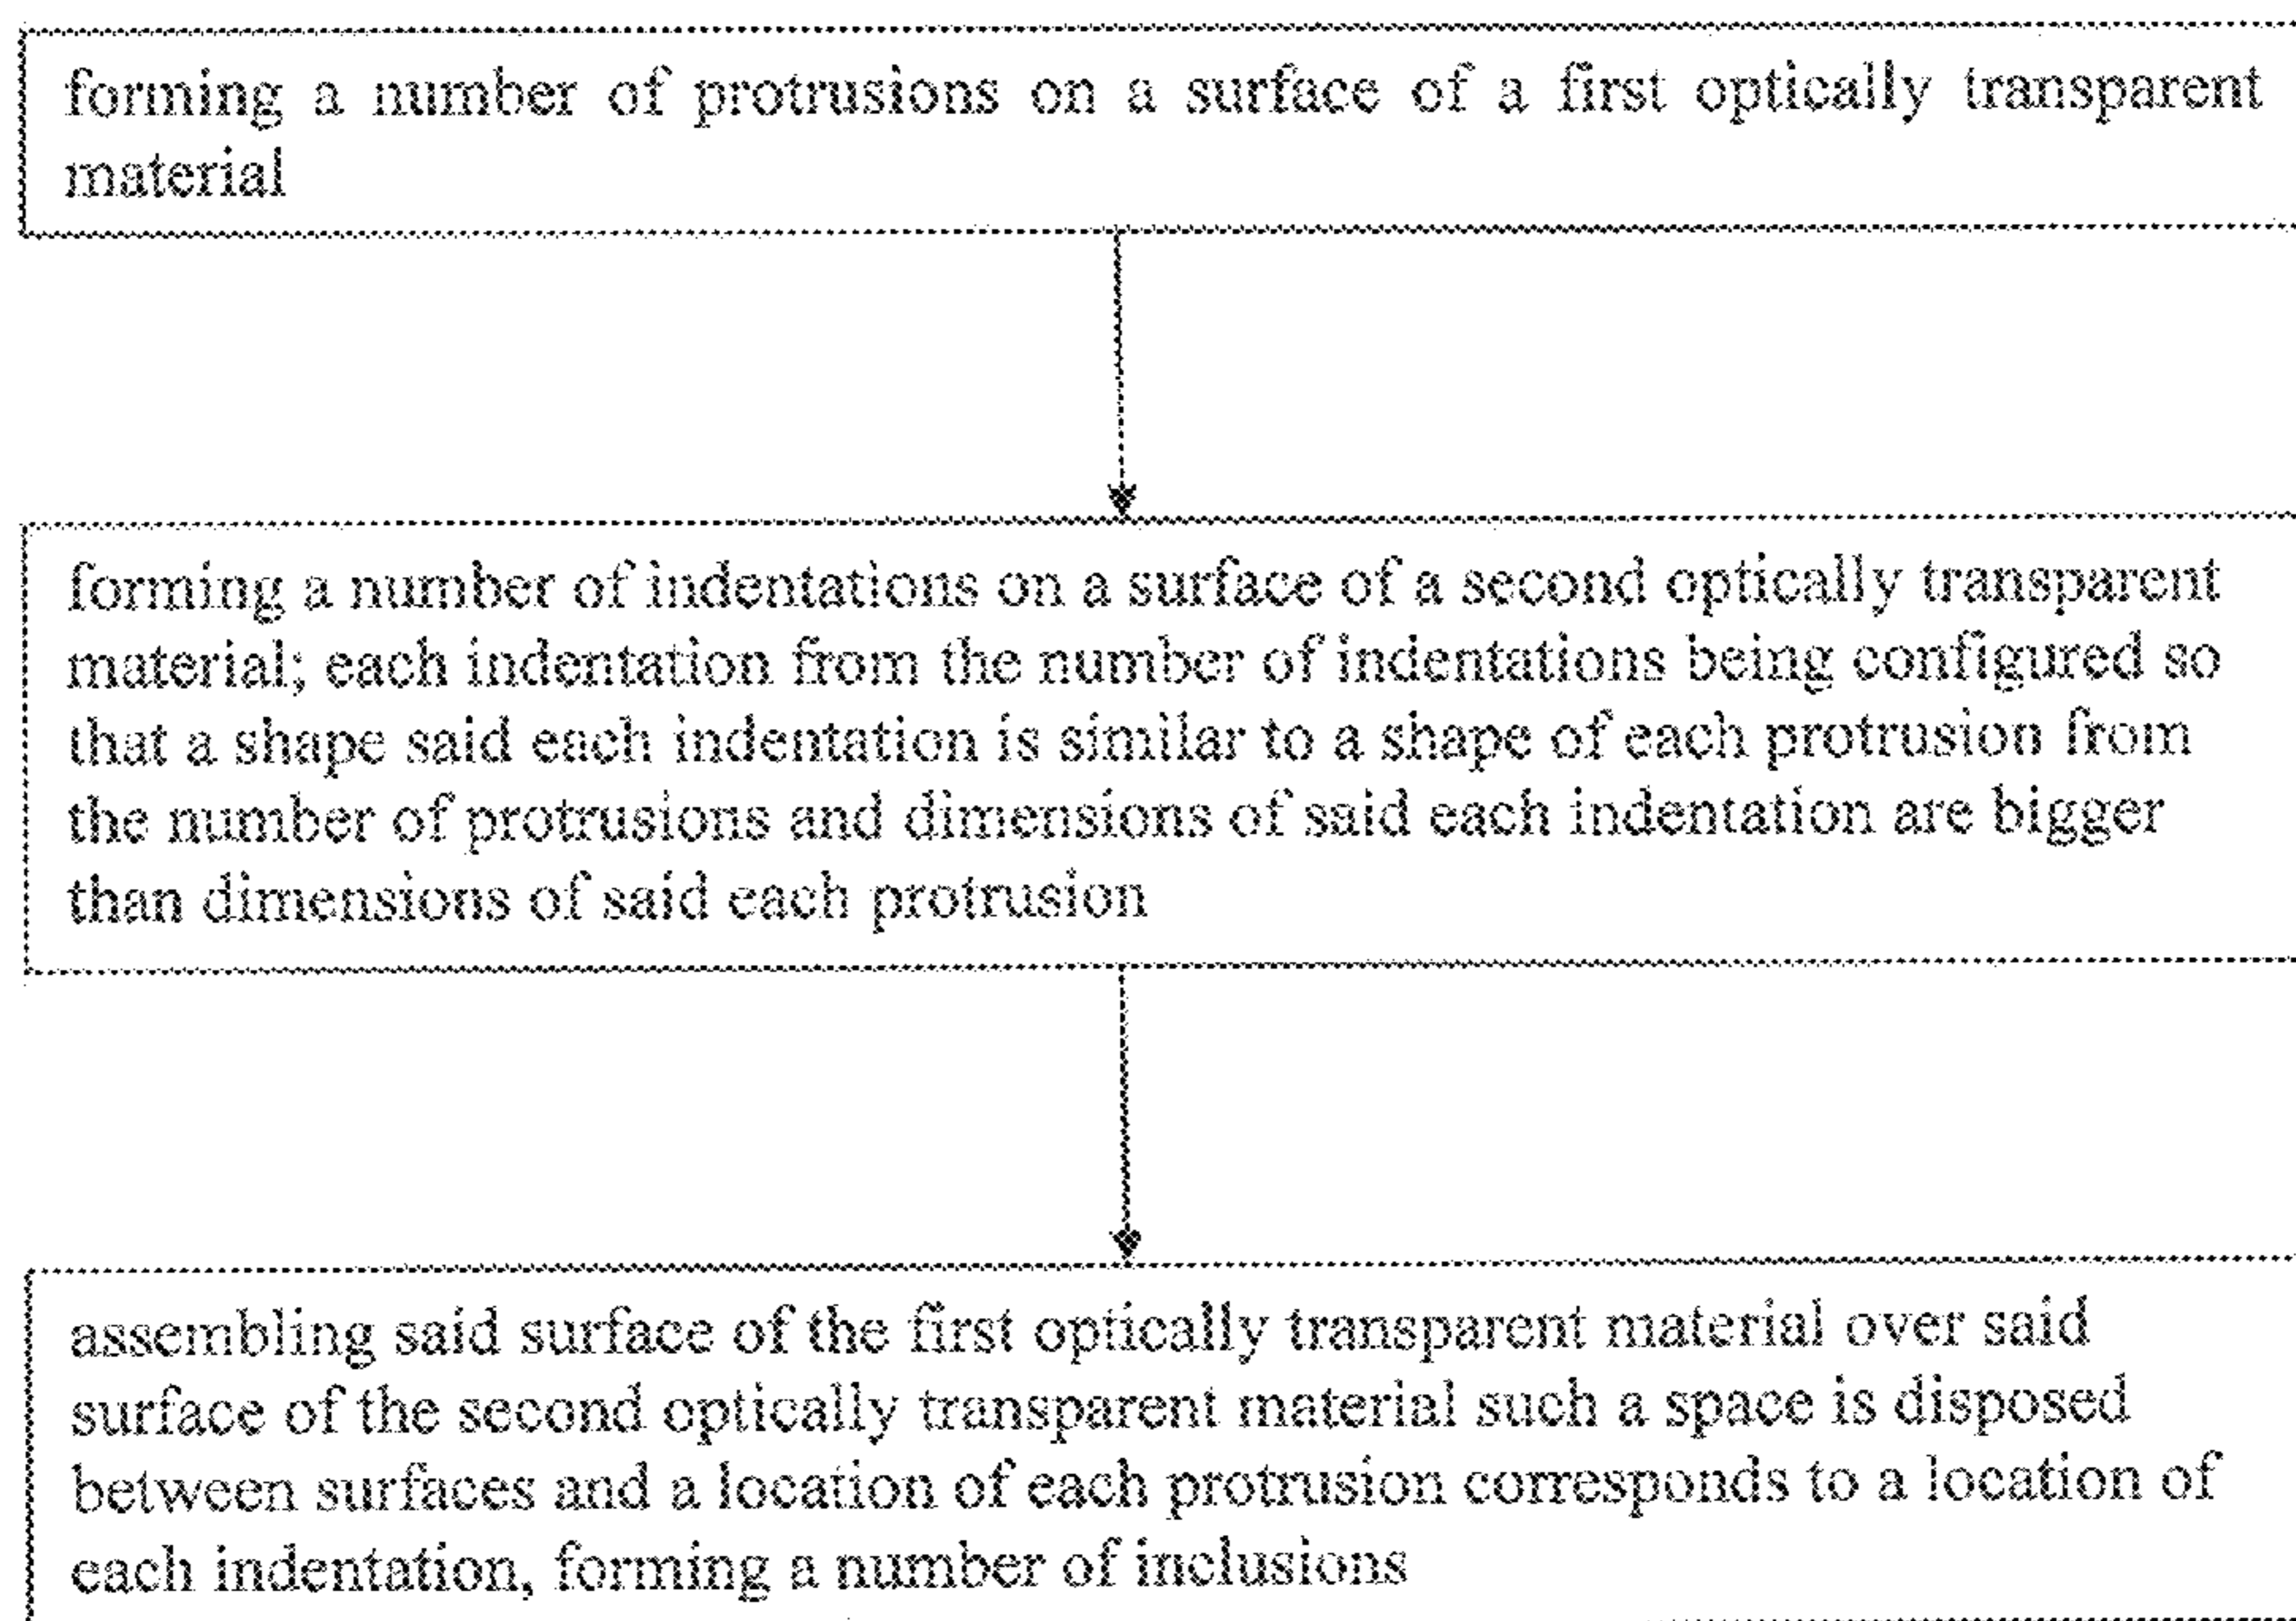 forming a number of protrusions on a surface of a first optically transparent
material
forming a number of indentations on a surface of a second optically transparent
material; each indentation from the number of indentations being configured so
that a shape said each indentation is similar to a shape of each protrusion from
the number of protrusions and dimensions of said each indentation are bigger
than dimensions of said each protrusion
assembling said surface of the first optically transparent material over said
surface of the second optically transparent material such a space is disposed
between surfaces and a location of each protrusion corresponds to a location of
each indentation, forming a number of inclusions